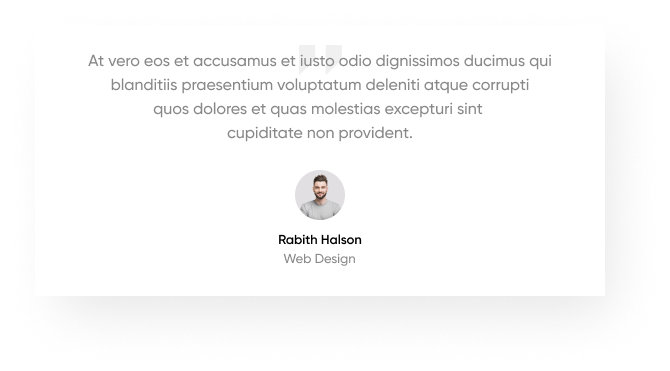 At vero eos et accusamus et iusto odio dignissimos ducimus qui
blanditiis praesentium voluptatum deleniti atque corrupti
quos dolores et quas molestias excepturi sint
cupiditate non provident.
Rabith Halson
Web Design